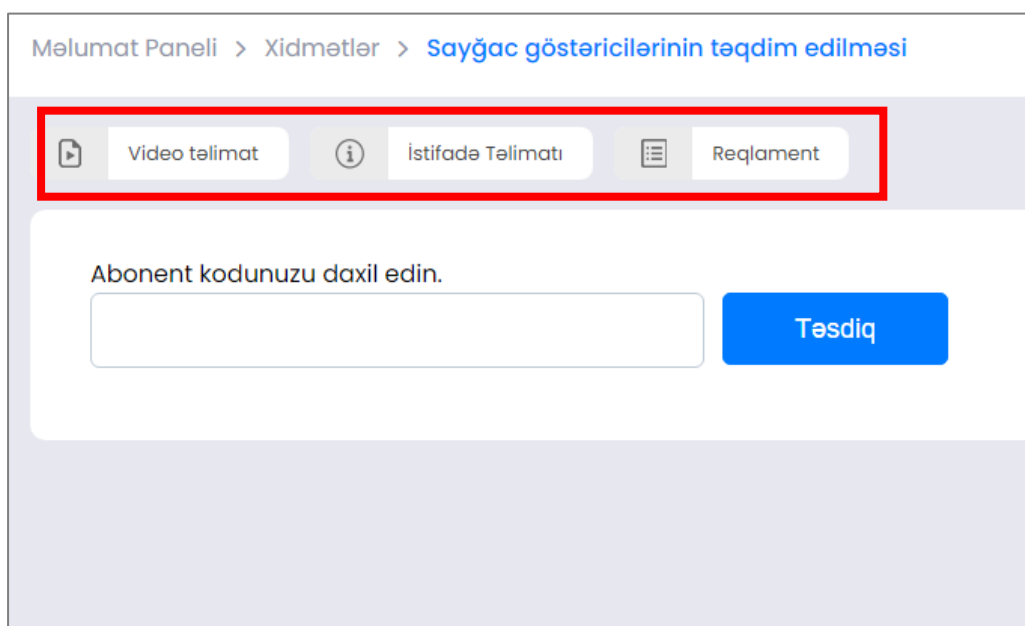 Məlumat Paneli > Xidmətlər > Sayğac göstəricilərinin təqdim edilməsi
Video təlimat İstifadə Təlimatı Reqlament
Abonent kodunuzu daxil edin.
Təsdiq